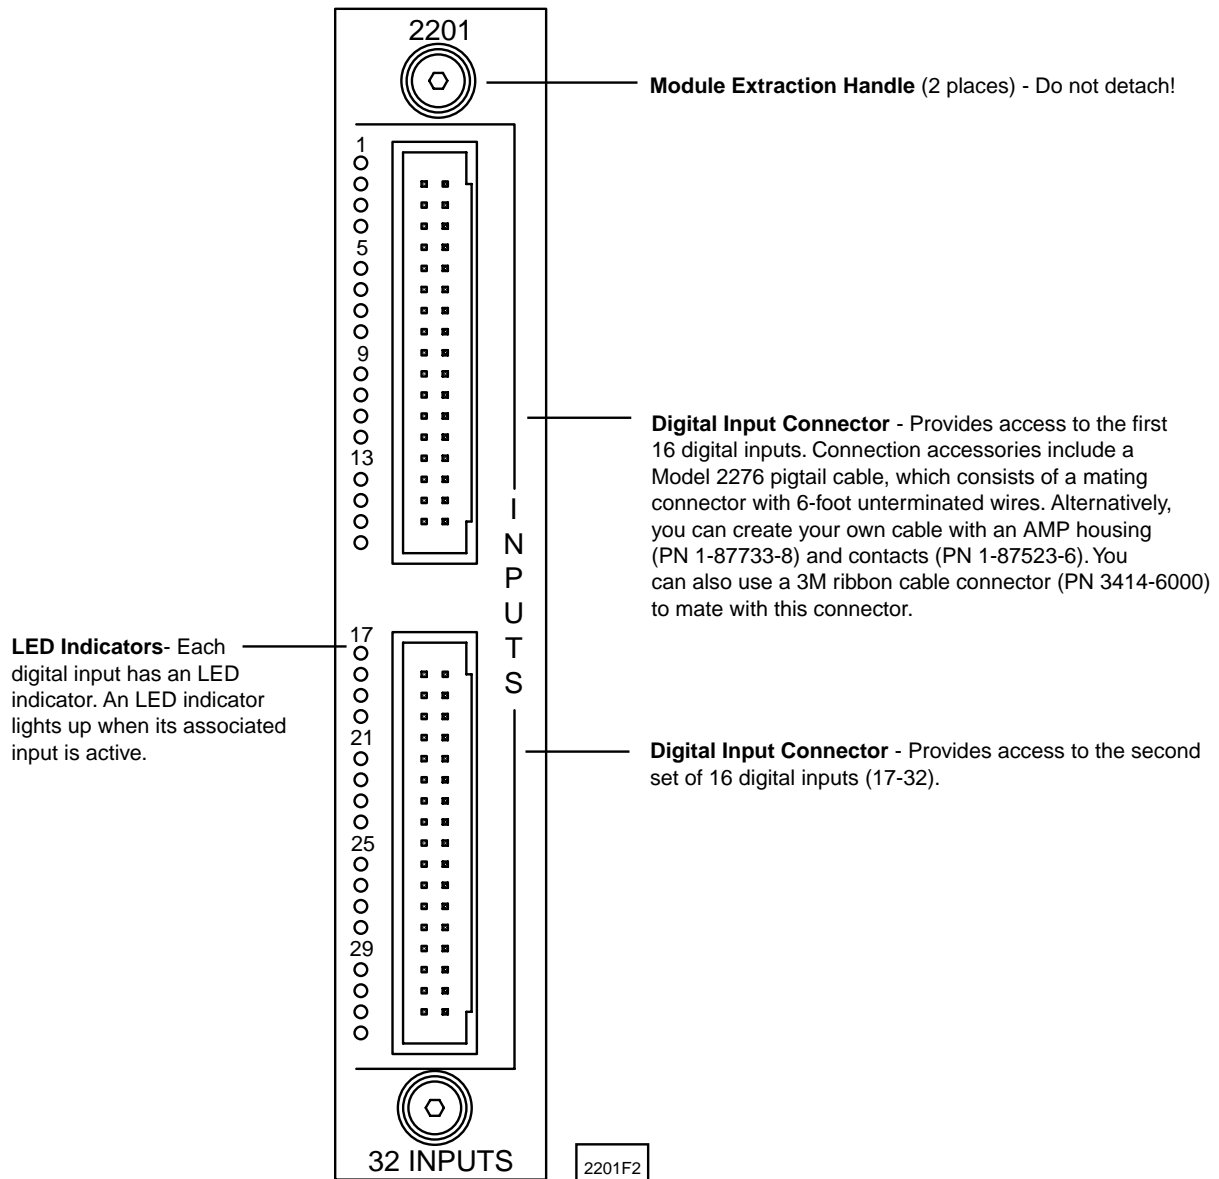 2201
Module Extraction Handle (2 places) - Do not detach!
1
5
9
13
Digital Input Connector - Provides access to the first
16 digital inputs. Connection accessories include a
Model 2276 pigtail cable, which consists of a mating
connector with 6-foot unterminated wires. Alternatively,
you can create your own cable with an AMP housing
(PN 1-87733-8) and contacts (PN 1-87523-6). You
can also use a 3M ribbon cable connector (PN 3414-6000)
to mate with this connector.
INPUTS
LED Indicators- Each
digital input has an LED
indicator. An LED indicator
lights up when its associated
input is active.
17
21
25
29
Digital Input Connector - Provides access to the second
set of 16 digital inputs (17-32).
32 INPUTS
2201F2